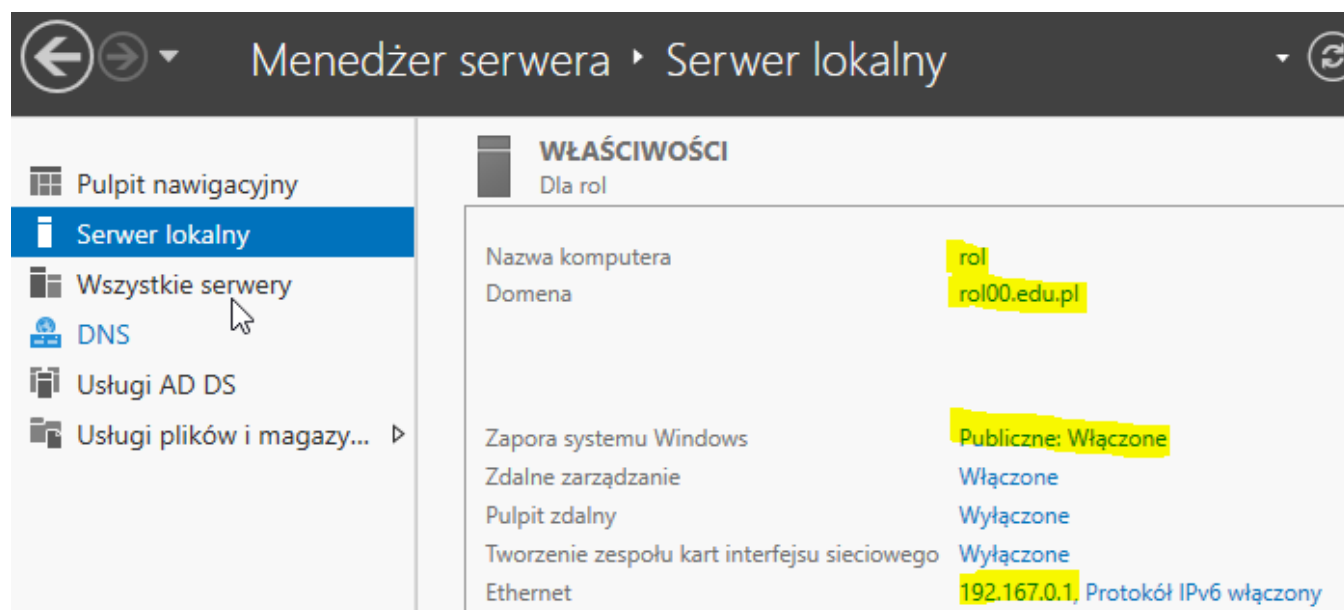 Menedżer serwera ‣ Serwer lokalny
Pulpit nawigacyjny
Serwer lokalny
Wszystkie serwery
DNS
Usługi AD DS
Usługi plików i magazy...
WŁAŚCIWOŚCI
Dla rol
Nazwa komputera rol
Domena rol00.edu.pl
Zapora systemu Windows Publiczne: Włączone
Zdalne zarządzanie Włączone
Pulpit zdalny Wyłączone
Tworzenie zespołu kart interfejsu sieciowego Wyłączone
Ethernet 192.167.0.1, Protokół IPv6 włączony